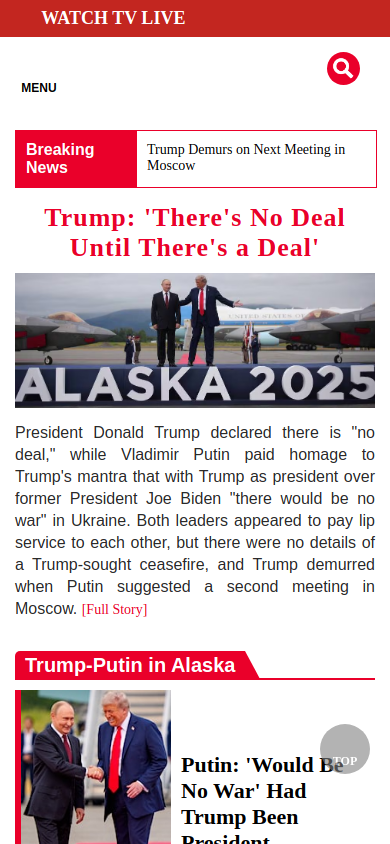 WATCH TV LIVE
MENU
Breaking
News
Trump Demurs on Next Meeting in
Moscow
Trump: 'There's No Deal
Until There's a Deal'
UNITED STATES OF
ALASKA 2025
President Donald Trump declared there is "no
deal," while Vladimir Putin paid homage to
Trump's mantra that with Trump as president over
former President Joe Biden "there would be no
war" in Ukraine. Both leaders appeared to pay lip
service to each other, but there were no details of
a Trump-sought ceasefire, and Trump demurred
when Putin suggested a second meeting in
Moscow. [Full Story]
Trump-Putin in Alaska
TOP
Putin: 'Would Be
No War' Had
Trump Been
President